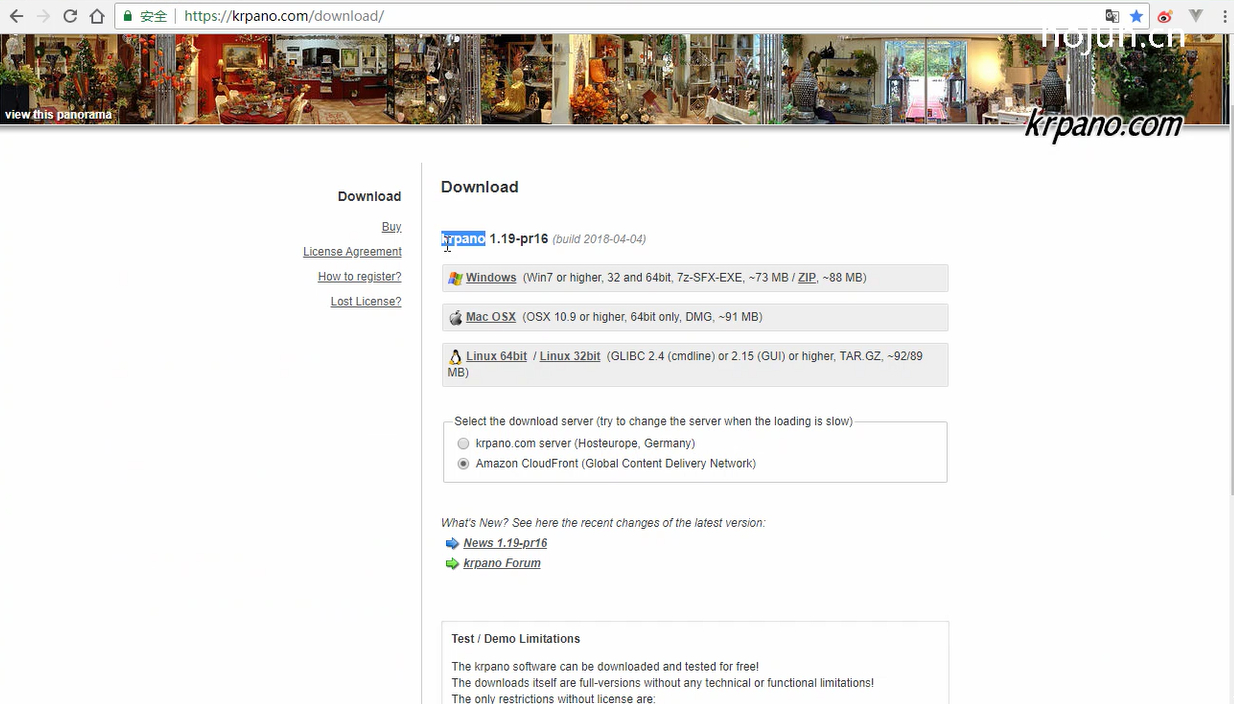 安全 https://krpano.com/download/
hojun.cn
view this panorama
krpano.com
Download
Buy
License Agreement
How to register?
Lost License?
Download
krpano 1.19-pr16 (build 2018-04-04)
Windows (Win7 or higher, 32 and 64bit, 7z-SFX-EXE, ~73 MB / ZIP, ~88 MB)
Mac OSX (OSX 10.9 or higher, 64bit only, DMG, ~91 MB)
Linux 64bit / Linux 32bit (GLIBC 2.4 (cmdline) or 2.15 (GUI) or higher, TAR.GZ, ~92/89
MB)
Select the download server (try to change the server when the loading is slow)
krpano.com server (Hosteurope, Germany)
Amazon CloudFront (Global Content Delivery Network)
What's New? See here the recent changes of the latest version:
News 1.19-pr16
krpano Forum
Test / Demo Limitations
The krpano software can be downloaded and tested for free!
The downloads itself are full-versions without any technical or functional limitations!
The only restrictions without license are: